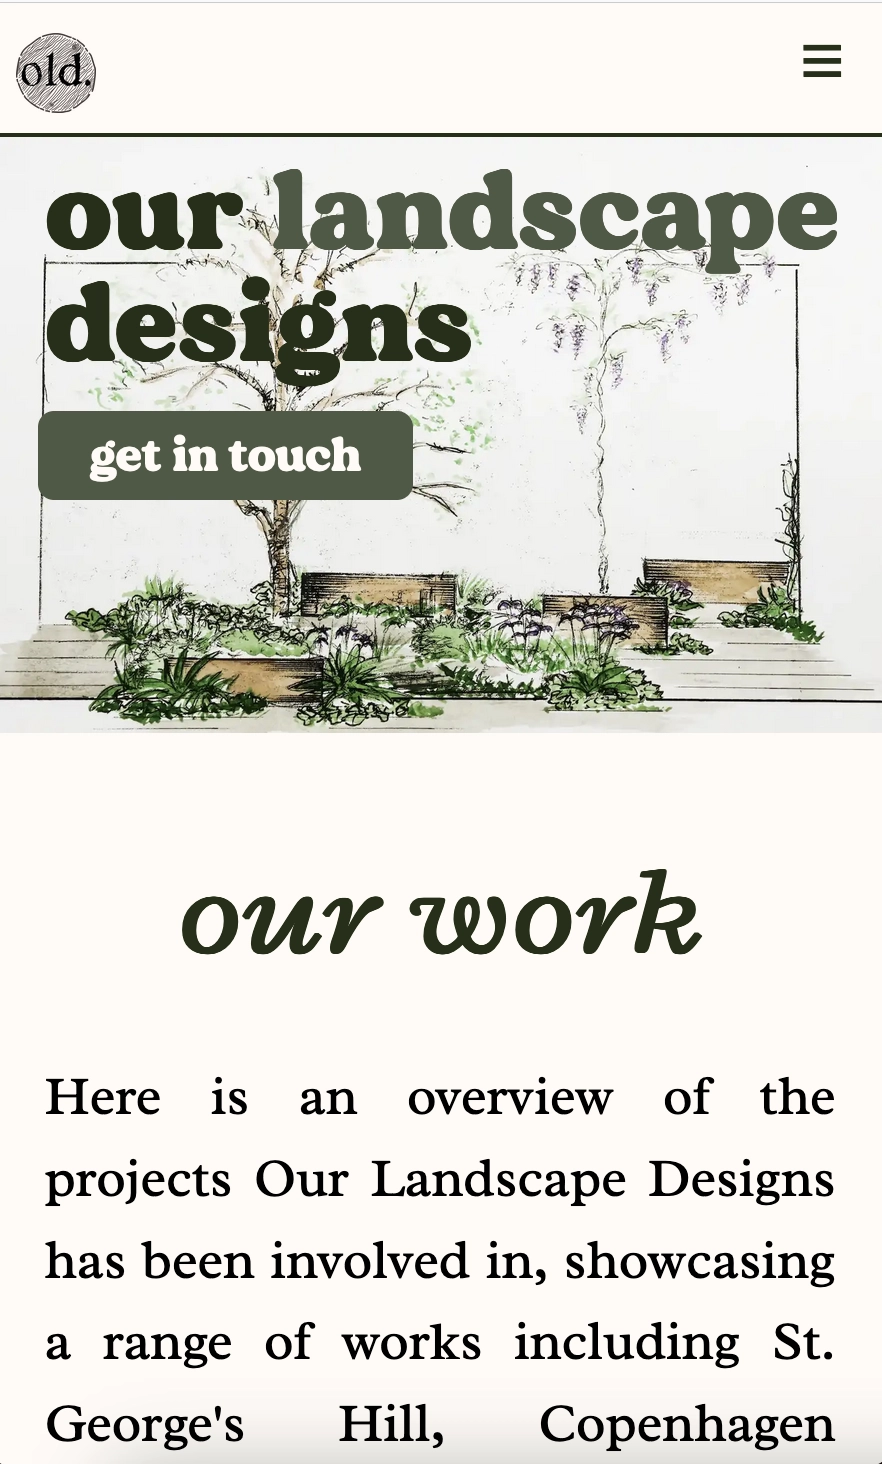 old.
our landscape
designs
get in touch
our work
Here is an overview of the
projects Our Landscape Designs
has been involved in, showcasing
a range of works including St.
George's Hill, Copenhagen